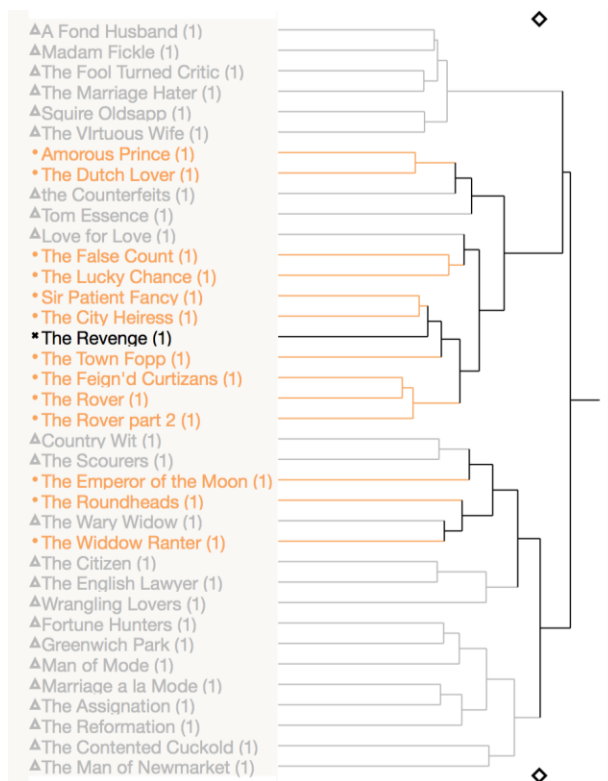 A Fond Husband (1)
Madam Fickle (1)
The Fool Turned Critic (1)
The Marriage Hater (1)
Squire Oldsapp (1)
The VIrtuous Wife (1)
Amorous Prince (1)
The Dutch Lover (1)
the Counterfeits (1)
Tom Essence (1)
Love for Love (1)
The False Count (1)
The Lucky Chance (1)
Sir Patient Fancy (1)
The City Heiress (1)
The Revenge (1)
The Town Fopp (1)
The Feign'd Curtizans (1)
The Rover (1)
The Rover part 2 (1)
Country Wit (1)
The Scourers (1)
The Emperor of the Moon (1)
The Roundheads (1)
The Wary Widow (1)
The Widdow Ranter (1)
The Citizen (1)
The English Lawyer (1)
Wrangling Lovers (1)
Fortune Hunters (1)
Greenwich Park (1)
Man of Mode (1)
Marriage a la Mode (1)
The Assignation (1)
The Reformation (1)
The Contented Cuckold (1)
The Man of Newmarket (1)